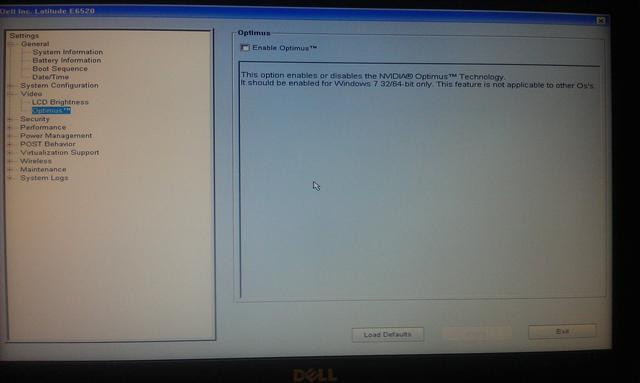 Dell Inc. Latitude E6520
Settings
General
System Information
Battery Information
Boot Sequence
Date/Time
System Configuration
Video
LCD Brightness
Optimus™
Security
Performance
Power Management
POST Behavior
Virtualization Support
Wireless
Maintenance
System Logs
Optimus
Enable Optimus™
This option enables or disables the NVIDIA® Optimus™ Technology.
It should be enabled for Windows 7 32/64-bit only. This feature is not applicable to other Os's.
Load Defaults
Exit
DELL